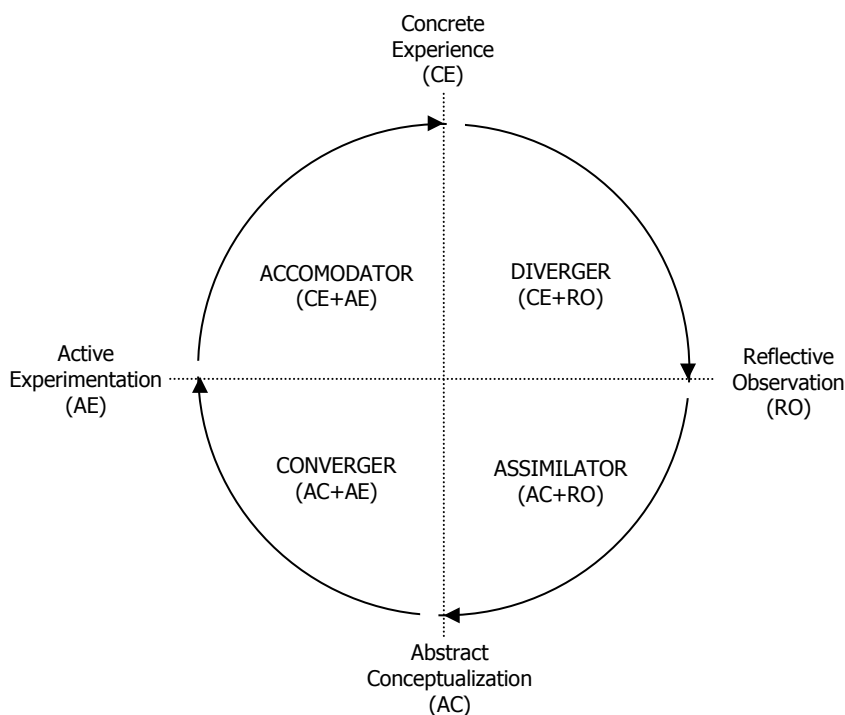 Concrete
Experience
(CE)
ACCOMODATOR
(CE+AE)
DIVERGER
(CE+RO)
Active
Experimentation
(AE)
Reflective
Observation
(RO)
CONVERGER
(AC+AE)
ASSIMILATOR
(AC+RO)
Abstract
Conceptualization
(AC)